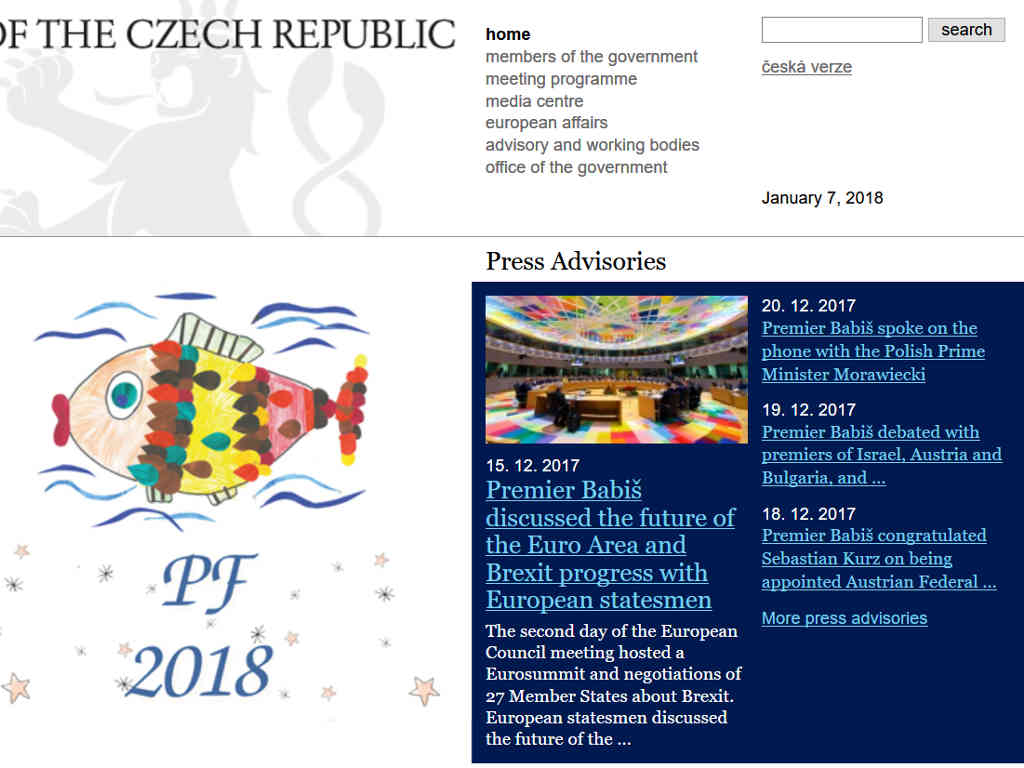 OF THE CZECH REPUBLIC
home
members of the government
meeting programme
media centre
european affairs
advisory and working bodies
office of the government
search
česká verze
January 7, 2018
PF
2018
Press Advisories
15. 12. 2017
Premier Babiš
discussed the future of
the Euro Area and
Brexit progress with
European statesmen
The second day of the European
Council meeting hosted a
Eurosummit and negotiations of
27 Member States about Brexit.
European statesmen discussed
the future of the ...
20. 12. 2017
Premier Babiš spoke on the
phone with the Polish Prime
Minister Morawiecki
19. 12. 2017
Premier Babiš debated with
premiers of Israel, Austria and
Bulgaria, and ...
18. 12. 2017
Premier Babiš congratulated
Sebastian Kurz on being
appointed Austrian Federal ...
More press advisories